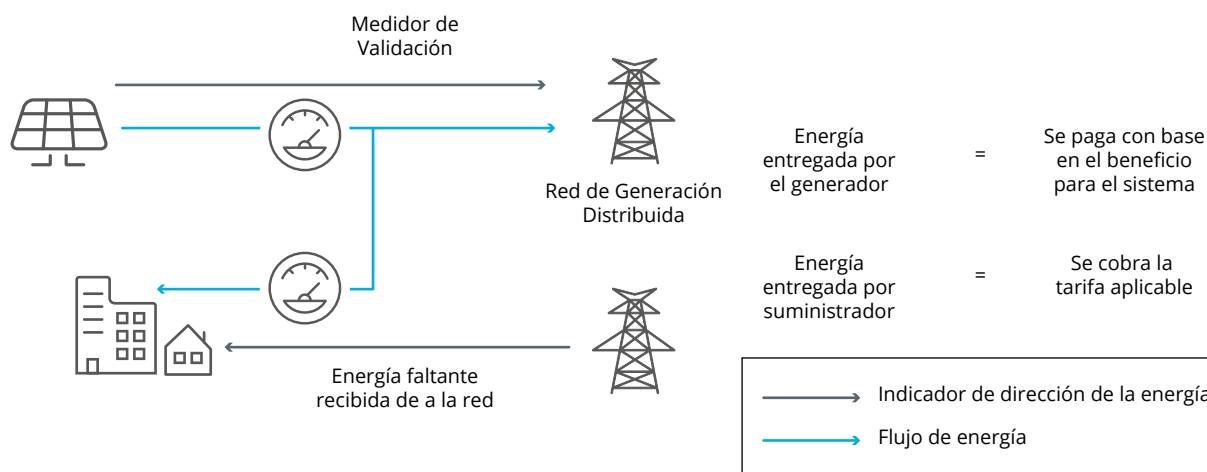 Medidor de
Validación
Red de Generación
Distribuida
Energía
entregada por
el generador
=
Se paga con base
en el beneficio
para el sistema
Energía
entregada por
suministrador
=
Se cobra la
tarifa aplicable
Energía faltante
recibida de a la red
Indicador de dirección de la energía
Flujo de energía